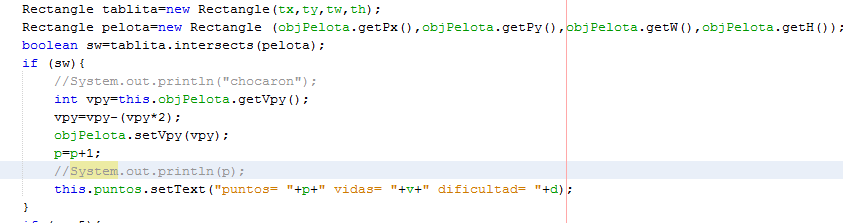 Rectangle tablita=new Rectangle(tx,ty,tw,th);
Rectangle pelota=new Rectangle (objPelota.getPx(),objPelota.getPy(),objPelota.getW(),objPelota.getH());
boolean sw=tablita.intersects(pelota);
if (sw){
//System.out.println("chocaron");
int vpy=this.objPelota.getVpy();
vpy=vpy-(vpy*2);
objPelota.setVpy(vpy);
p=p+1;
//System.out.println(p);
this.puntos.setText("puntos= "+p+" vidas= "+v+" dificultad= "+d);
}